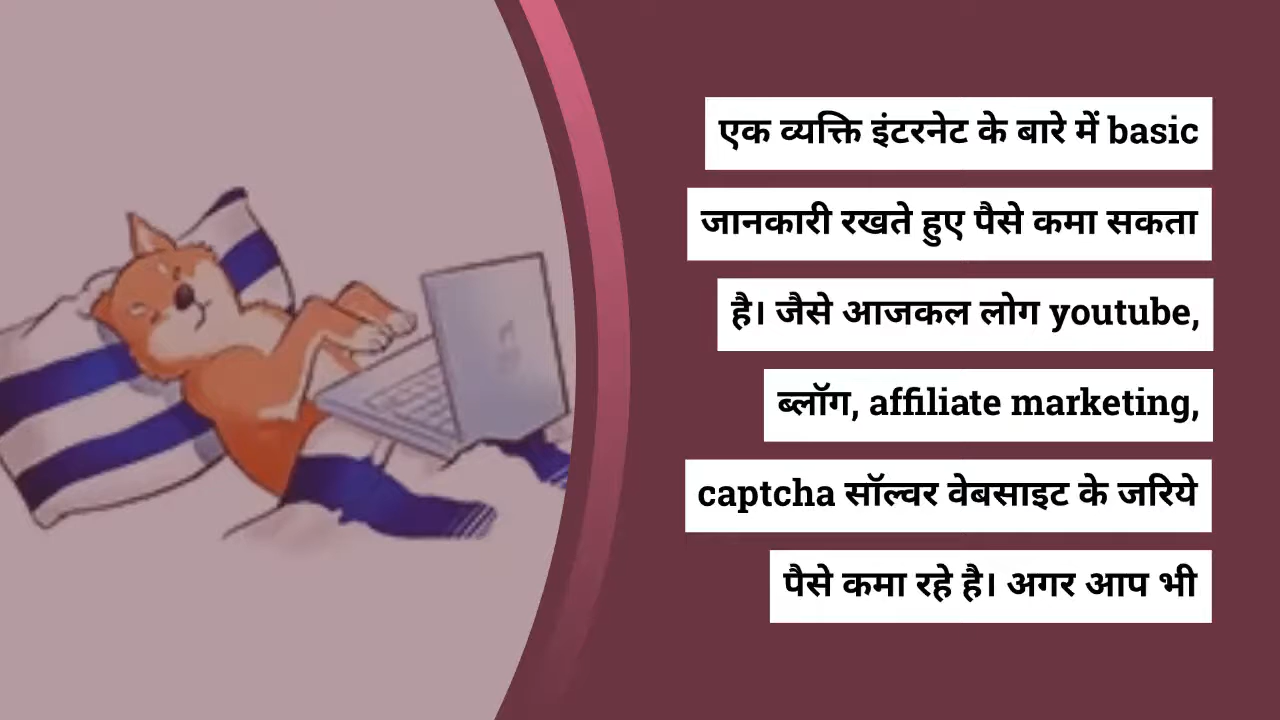 एक व्यक्ति इंटरनेट के बारे में basic
जानकारी रखते हुए पैसे कमा सकता
है। जैसे आजकल लोग youtube,
ब्लॉग, affiliate marketing,
captcha सॉल्वर वेबसाइट के जरिये
पैसे कमा रहे है। अगर आप भी